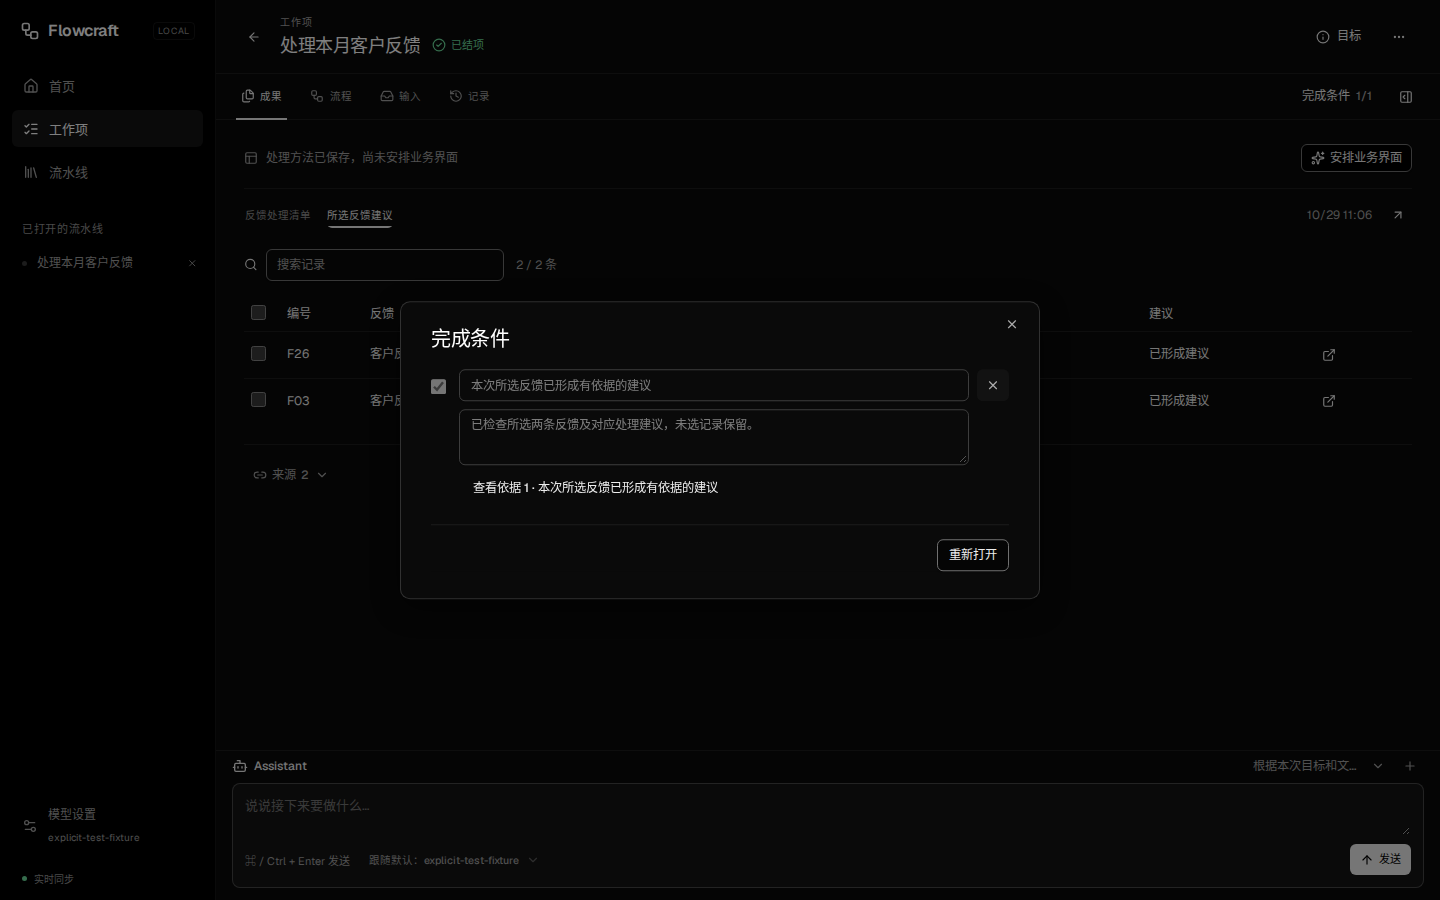 Flowcraft
LOCAL
首页
工作项
流水线
已打开的流水线
处理本月客户反馈
模型设置
explicit-test-fixture
实时同步
工作项
处理本月客户反馈
已结项
目标
成果
流程
输入
记录
完成条件 1/1
处理方法已保存，尚未安排业务界面
安排业务界面
反馈处理清单
所选反馈建议
10/29 11:06
搜索记录
2 / 2 条
编号
反馈
建议
F26
客户反
已形成建议
F03
客户反
已形成建议
来源 2
完成条件
本次所选反馈已形成有依据的建议
已检查所选两条反馈及对应处理建议，未选记录保留。
查看依据 1 · 本次所选反馈已形成有依据的建议
重新打开
Assistant
根据本次目标和文...
说说接下来要做什么...
⌘ / Ctrl + Enter 发送
跟随默认：explicit-test-fixture
发送